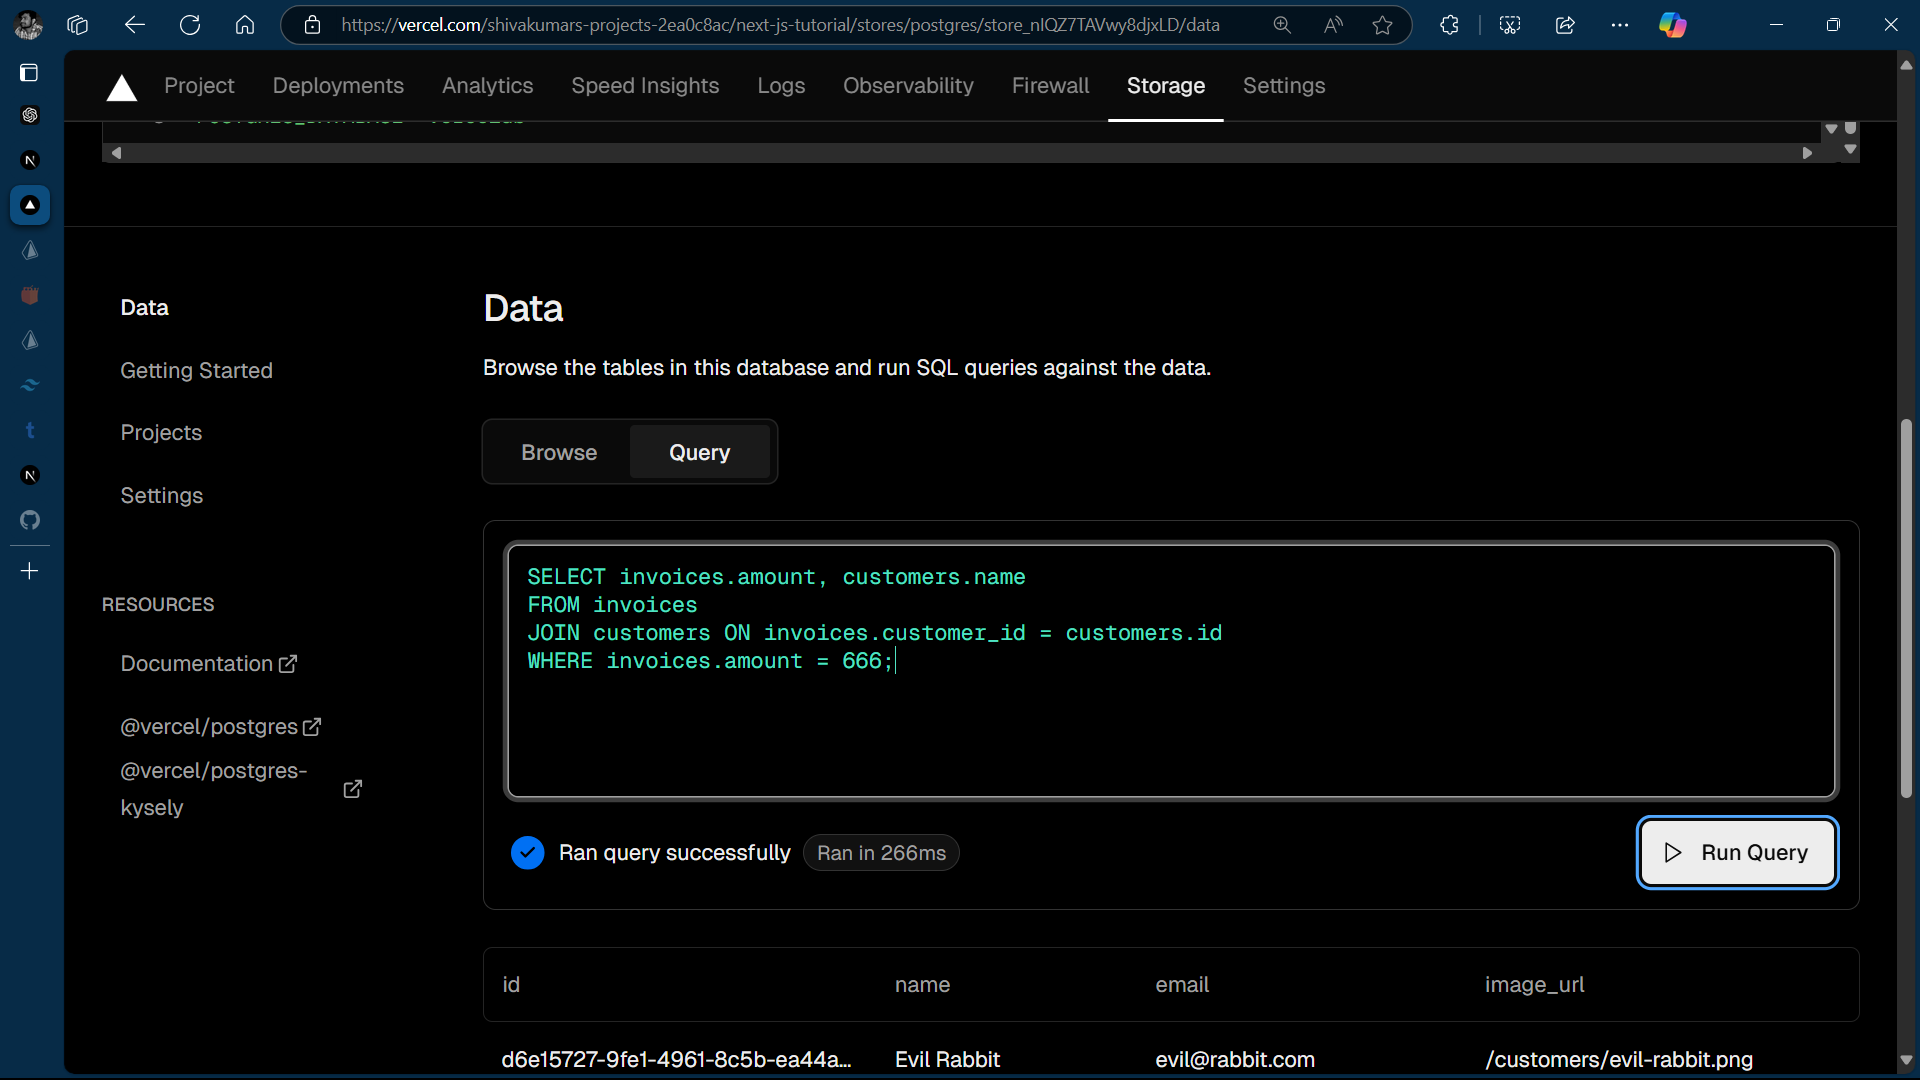 https://vercel.com/shivakumars-projects-2ea0c8ac/next-js-tutorial/stores/postgres/store_nIQZ7TAVwy8djxLD/data
Project Deployments Analytics Speed Insights Logs Observability Firewall Storage Settings
Data
Getting Started
Projects
Settings
RESOURCES
Documentation
@vercel/postgres
@vercel/postgres-
kysely
Data
Browse the tables in this database and run SQL queries against the data.
Browse Query
SELECT invoices.amount, customers.name
FROM invoices
JOIN customers ON invoices.customer_id = customers.id
WHERE invoices.amount = 666;
Ran query successfully Ran in 266ms Run Query
id name email image_url
d6e15727-9fe1-4961-8c5b-ea44a... Evil Rabbit evil@rabbit.com /customers/evil-rabbit.png